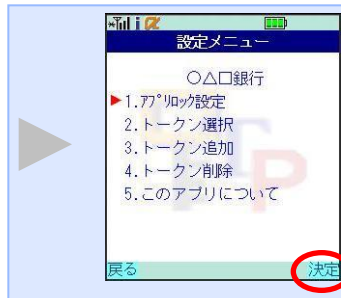 設定メニュー
○△□銀行
1.ｱﾌﾟﾘﾛｯｸ設定
2.トークン選択
3.トークン追加
4.トークン削除
5.このアプリについて
戻る 決定